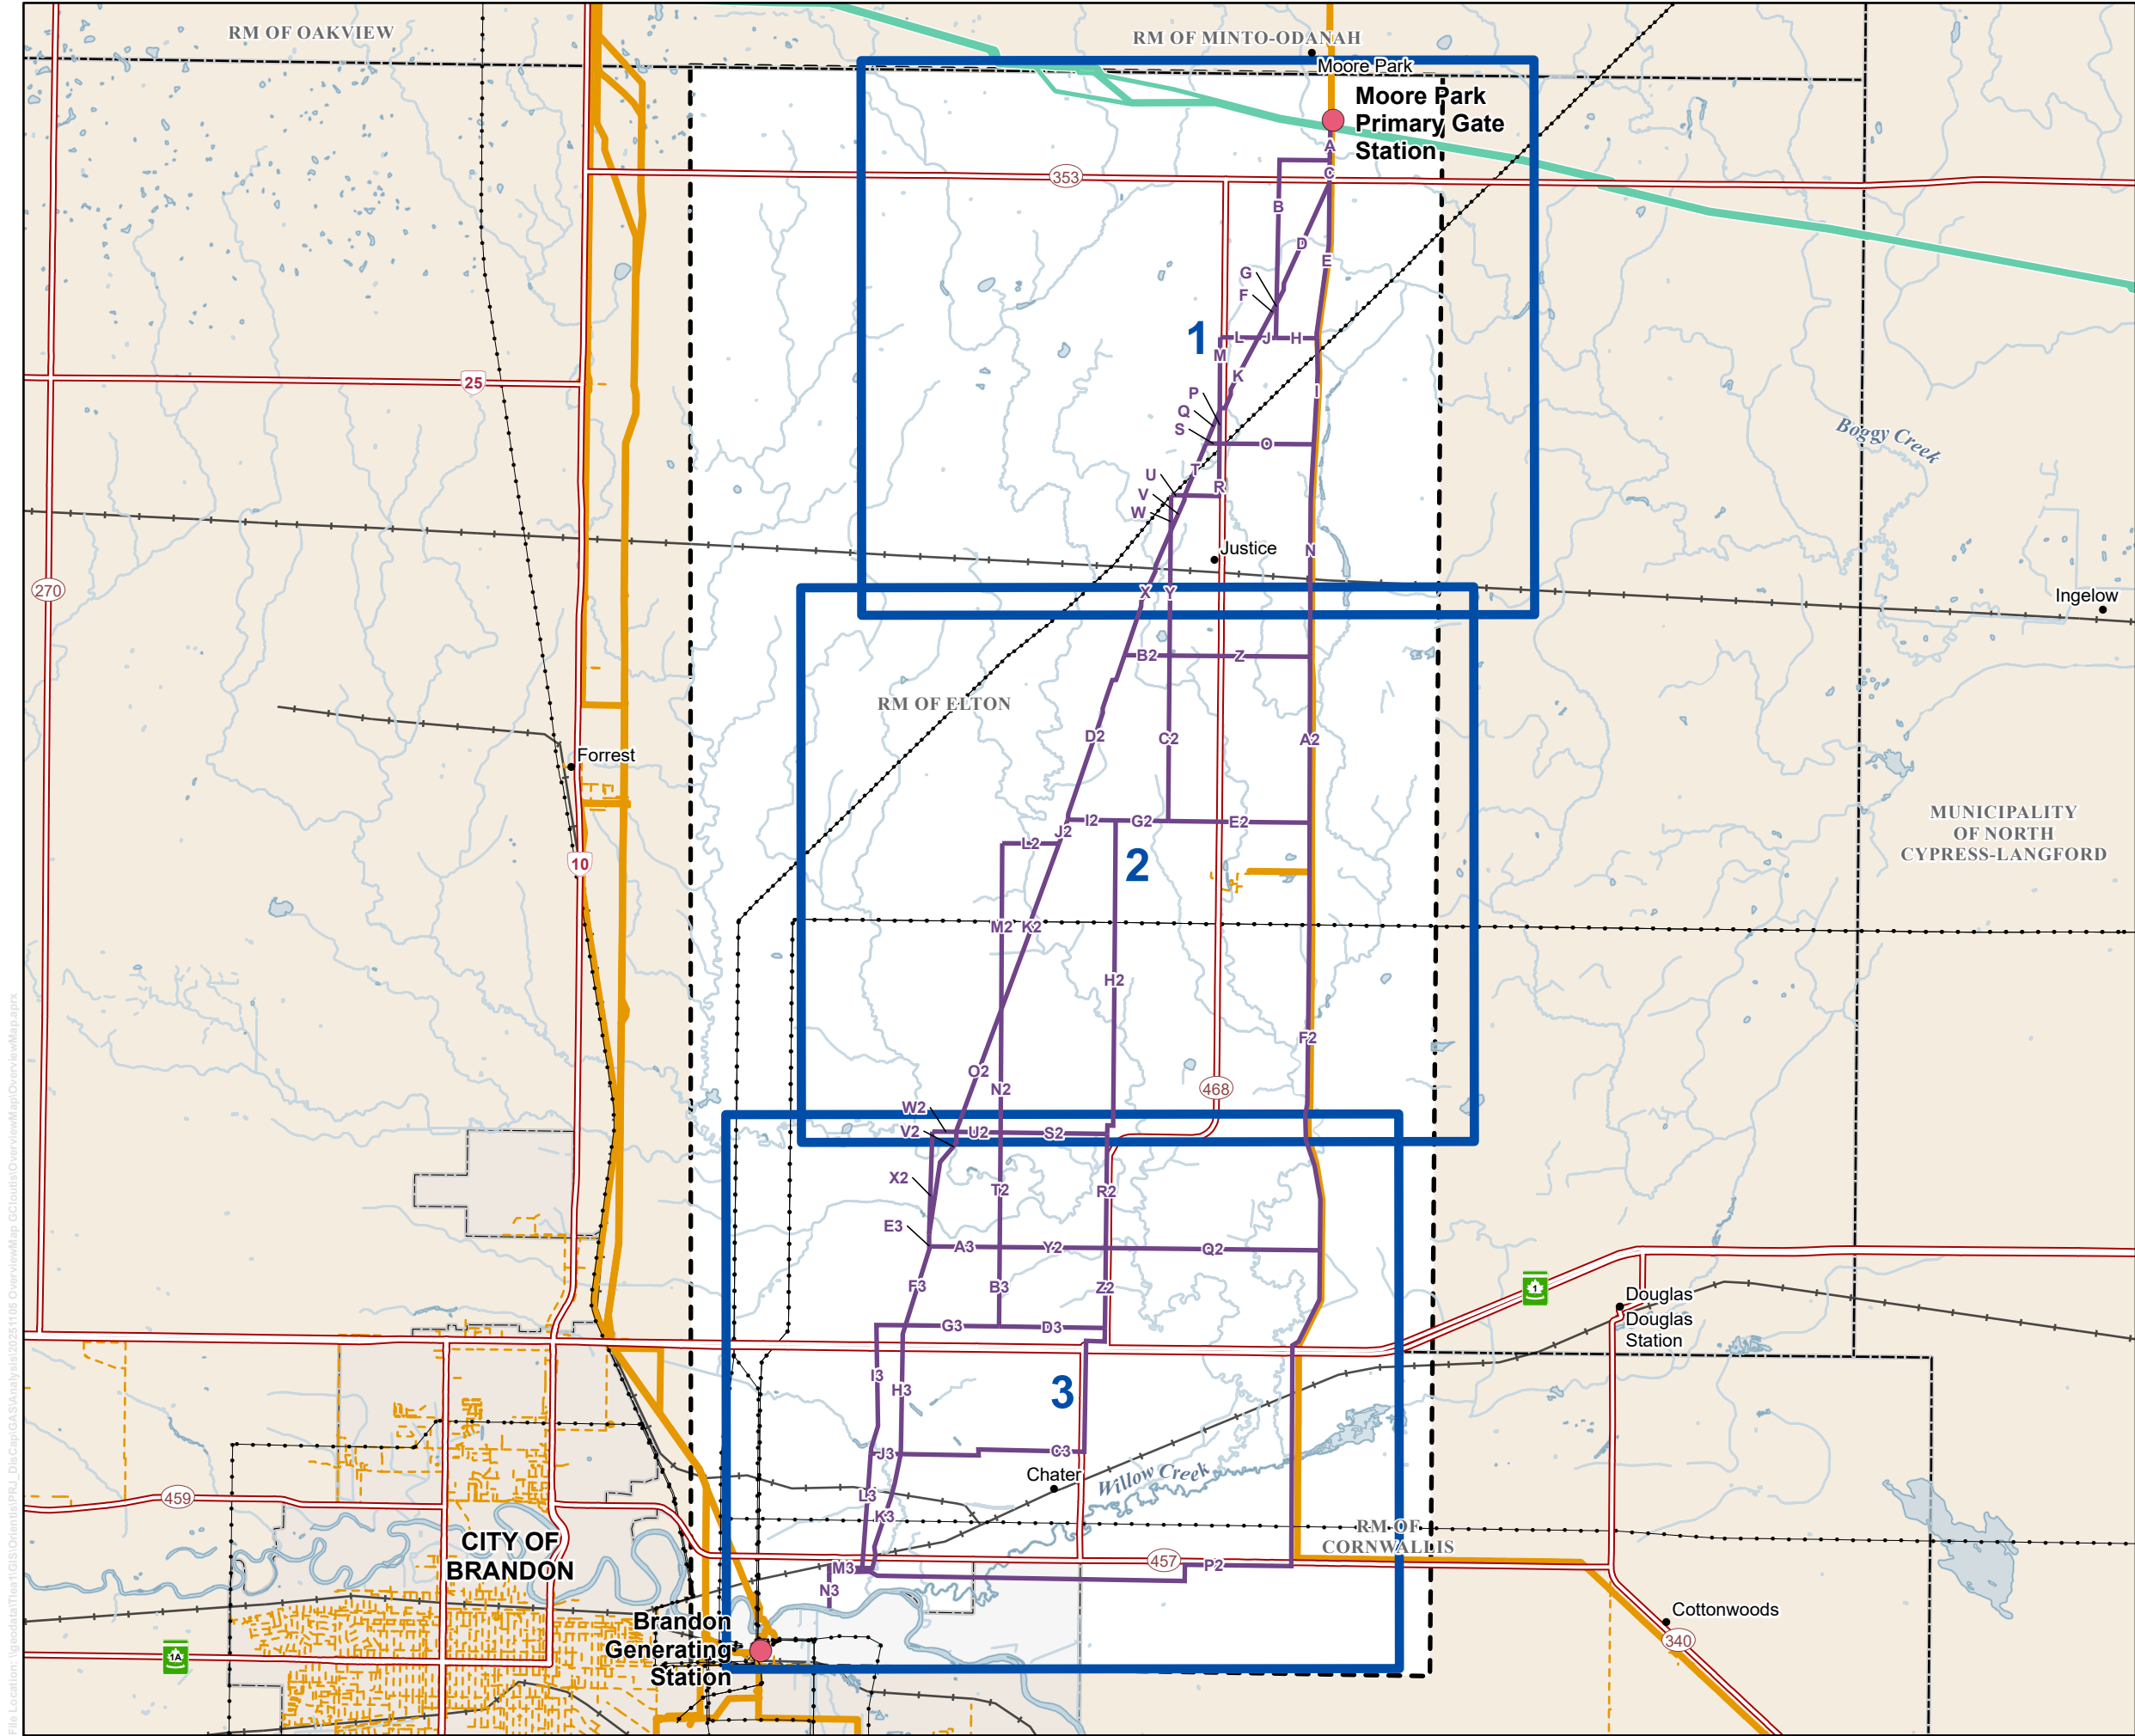 RM OF OAKVIEW
RM OF MINTO-ODANAH
Moore Park
Moore Park
Primary Gate
Station
A
C
353
B
D
E
G
F
1
L
J
H
M
K
25
I
P
Q
S
O
Boggy Creek
T
U
R
V
W
Justice
N
270
X
Y
Ingelow
B2
Z
RM OF ELTON
D2
C2
A2
Forrest
MUNICIPALITY
OF NORTH
CYPRESS-LANGFORD
I2
G2
E2
J2
L2
10
2
M2
K2
H2
F2
O2
N2
468
W2
V2
U2
S2
X2
T2
R2
E3
A3
Y2
Q2
F3
B3
Z2
1
Douglas
Douglas
Station
G3
D3
I3
H3
3
J3
C3
Chater
Willow Creek
459
L3
K3
RM OF
CORNWALLIS
CITY OF
BRANDON
457
M3
P2
N3
Cottonwoods
Brandon
Generating
Station
340
1A